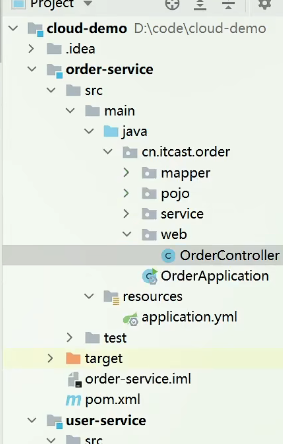 Project
cloud-demo D:\code\cloud-demo
.idea
order-service
src
main
java
cn.itcast.order
mapper
pojo
service
web
OrderController
OrderApplication
resources
application.yml
test
target
order-service.iml
pom.xml
user-service
src